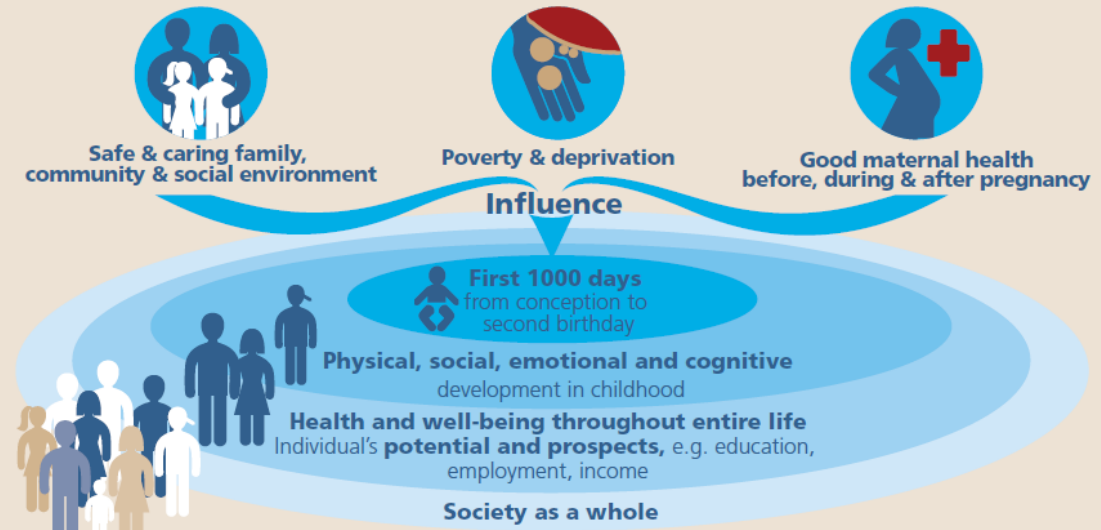 Safe & caring family,
community & social environment
Poverty & deprivation
Good maternal health
before, during & after pregnancy
Influence
First 1000 days
from conception to
second birthday
Physical, social, emotional and cognitive
development in childhood
Health and well-being throughout entire life
Individual's potential and prospects, e.g. education,
employment, income
Society as a whole